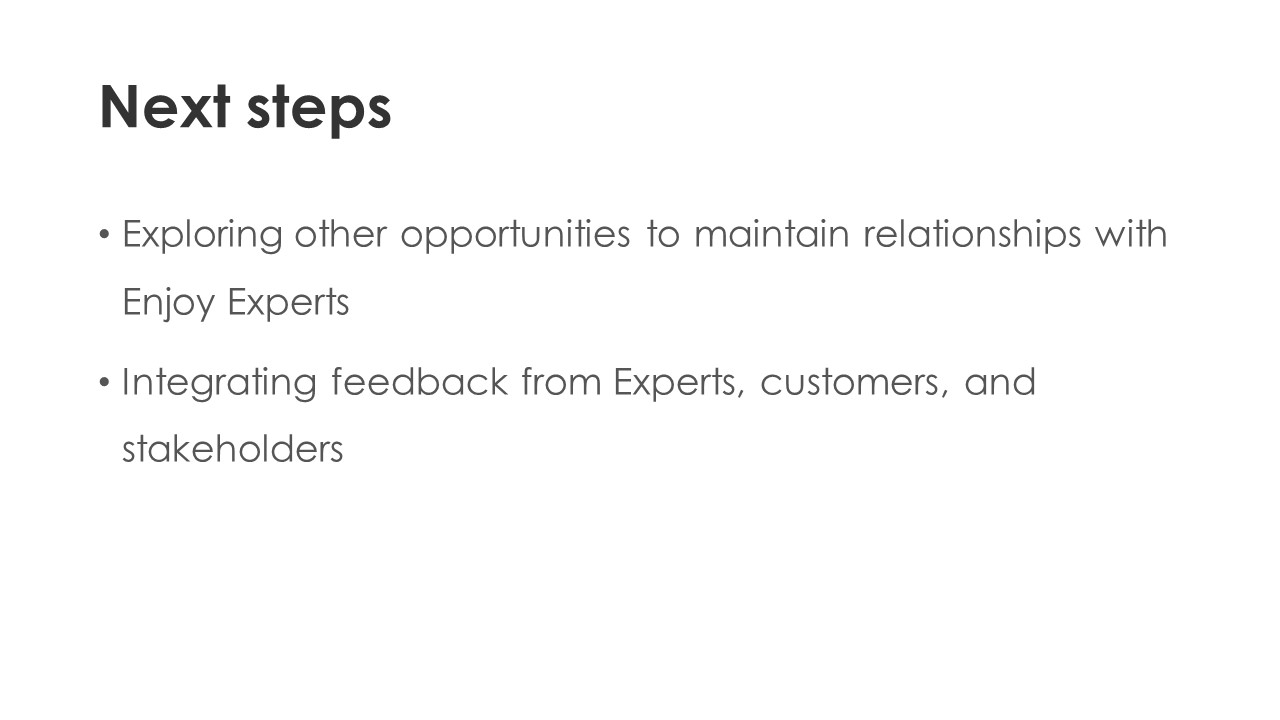 Next steps
• Exploring other opportunities to maintain relationships with
Enjoy Experts
• Integrating feedback from Experts, customers, and
stakeholders